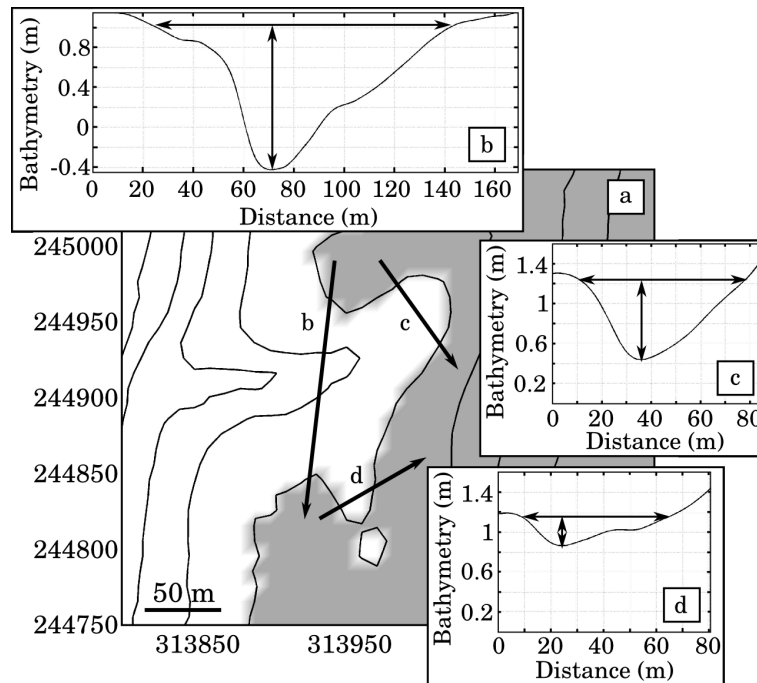 Bathymetry (m)
0.8
0.4
0
-0.4
0 20 40 60 80 100 120 140 160
Distance (m)
b
a
245000
244950
244900
244850
244800
244750
313850 313950
50 m
b
c
d
Bathymetry (m)
1.4
1
0.6
0.2
0 20 40 60 80
Distance (m)
c
Bathymetry (m)
1.4
1
0.6
0.2
0 20 40 60 80
Distance (m)
d